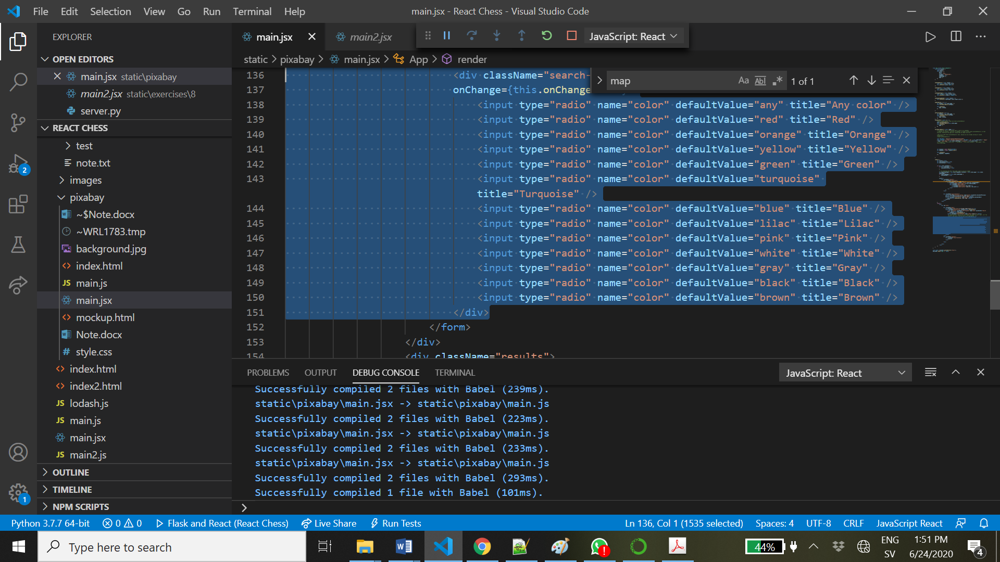 File Edit Selection View Go Run Terminal Help
main.jsx - React Chess - Visual Studio Code
EXPLORER
OPEN EDITORS
main.jsx static\pixabay
main2.jsx static\exercises\8
server.py
REACT CHESS
test
note.txt
images
pixabay
~$Note.docx
~WRL1783.tmp
background.jpg
index.html
JS main.js
main.jsx
mockup.html
Note.docx
# style.css
index.html
index2.html
JS lodash.js
JS main.js
main.jsx
JS main2.js
OUTLINE
TIMELINE
NPM SCRIPTS
2
1
main.jsx
main2.jsx
JavaScript: React
static > pixabay > main.jsx > App > render
map
Aa Abl .* 1 of 1
136 <div className="search-
137 onChange={this.onChange
138 <input type="radio" name="color" defaultValue="any" title="Any color" />
139 <input type="radio" name="color" defaultValue="red" title="Red" />
140 <input type="radio" name="color" defaultValue="orange" title="Orange" />
141 <input type="radio" name="color" defaultValue="yellow" title="Yellow" />
142 <input type="radio" name="color" defaultValue="green" title="Green" />
143 <input type="radio" name="color" defaultValue="turquoise"
title="Turquoise" />
144 <input type="radio" name="color" defaultValue="blue" title="Blue" />
145 <input type="radio" name="color" defaultValue="lilac" title="Lilac" />
146 <input type="radio" name="color" defaultValue="pink" title="Pink" />
147 <input type="radio" name="color" defaultValue="white" title="White" />
148 <input type="radio" name="color" defaultValue="gray" title="Gray" />
149 <input type="radio" name="color" defaultValue="black" title="Black" />
150 <input type="radio" name="color" defaultValue="brown" title="Brown" />
151 </div>
152 </form>
153 </div>
154 <div className="results">
PROBLEMS OUTPUT DEBUG CONSOLE TERMINAL
JavaScript: React
Successfully compiled 2 files with Babel (239ms).
static\pixabay\main.jsx -> static\pixabay\main.js
Successfully compiled 2 files with Babel (223ms).
static\pixabay\main.jsx -> static\pixabay\main.js
Successfully compiled 2 files with Babel (233ms).
static\pixabay\main.jsx -> static\pixabay\main.js
Successfully compiled 2 files with Babel (293ms).
Successfully compiled 1 file with Babel (101ms).
Python 3.7.7 64-bit 0 0 Flask and React (React Chess) Live Share Run Tests
Ln 136, Col 1 (1535 selected) Spaces: 4 UTF-8 CRLF JavaScript React
Type here to search
44%
ENG
SV
1:51 PM
6/24/2020
4